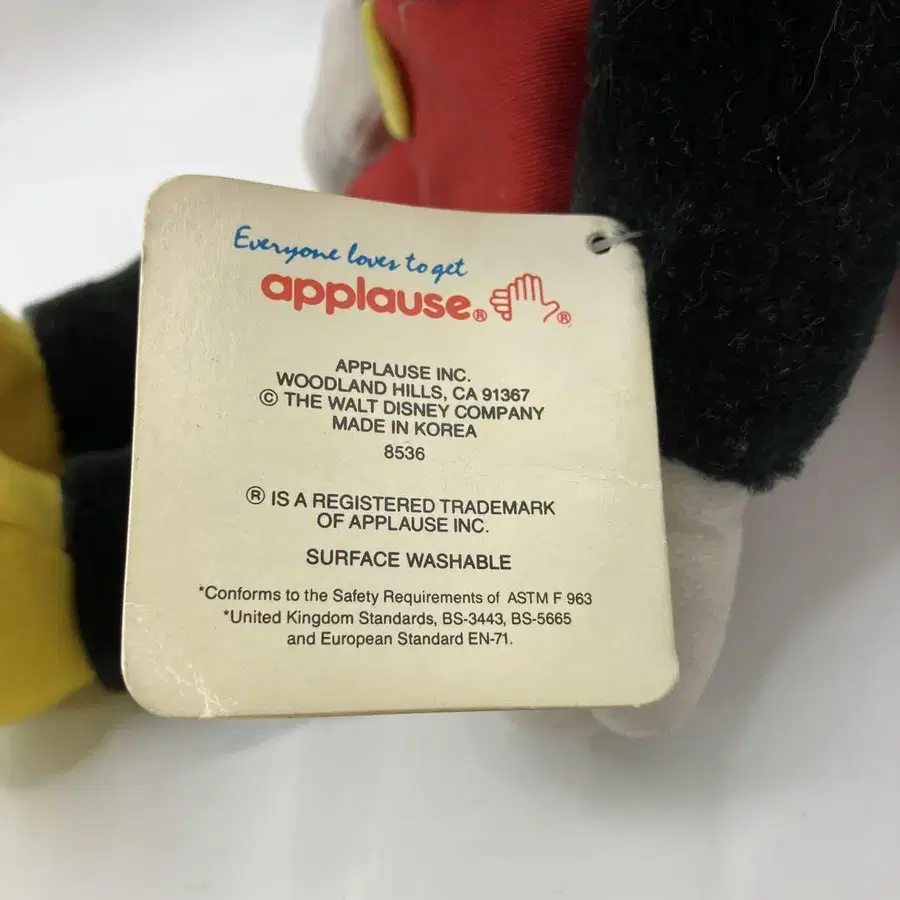 Everyone loves to get
applause® ®
APPLAUSE INC.
WOODLAND HILLS, CA 91367
© THE WALT DISNEY COMPANY
MADE IN KOREA
8536
® IS A REGISTERED TRADEMARK
OF APPLAUSE INC.
SURFACE WASHABLE
*Conforms to the Safety Requirements of ASTM F 963
*United Kingdom Standards, BS-3443, BS-5665
and European Standard EN-71.